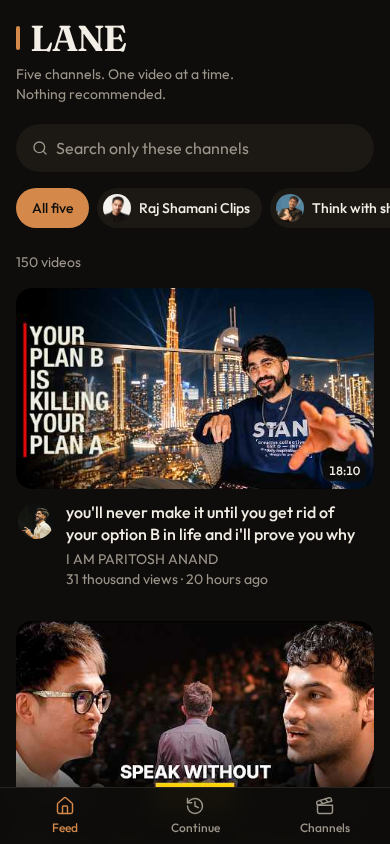 LANE
Five channels. One video at a time.
Nothing recommended.
Search only these channels
All five
Raj Shamani Clips
Think with sh
150 videos
YOUR
PLAN B
IS
KILLING
YOUR
PLAN A
STAN
creative collective
18:10
you'll never make it until you get rid of
your option B in life and i'll prove you why
I AM PARITOSH ANAND
31 thousand views · 20 hours ago
SPEAK WITHOUT
Feed
Continue
Channels